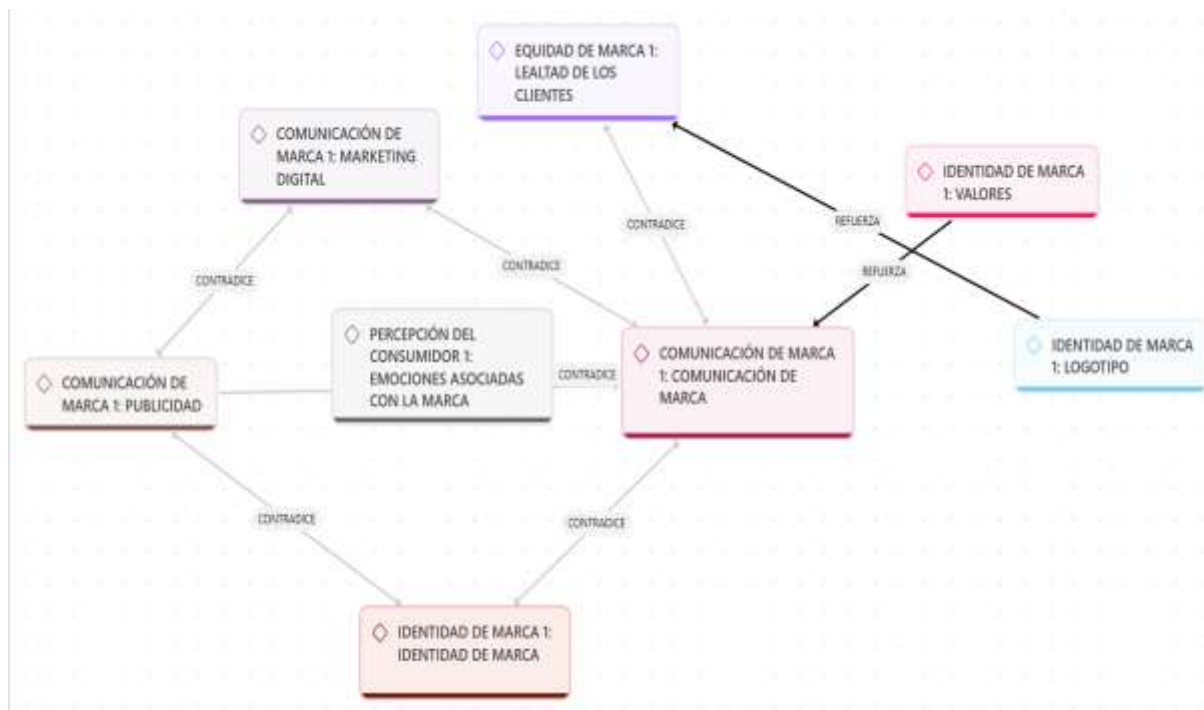 EQUIDAD DE MARCA 1:
LEALTAD DE LOS
CLIENTES
COMUNICACIÓN DE
MARCA 1: MARKETING
DIGITAL
IDENTIDAD DE MARCA
1: VALORES
REFUERZA
CONTRADICE
CONTRADICE
REFUERZA
CONTRADICE
PERCEPCIÓN DEL
CONSUMIDOR 1:
EMOCIONES ASOCIADAS
CON LA MARCA
CONTRADICE
COMUNICACIÓN DE MARCA
1: COMUNICACIÓN DE
MARCA
IDENTIDAD DE MARCA
1: LOGOTIPO
COMUNICACIÓN DE
MARCA 1: PUBLICIDAD
CONTRADICE
CONTRADICE
IDENTIDAD DE MARCA 1:
IDENTIDAD DE MARCA